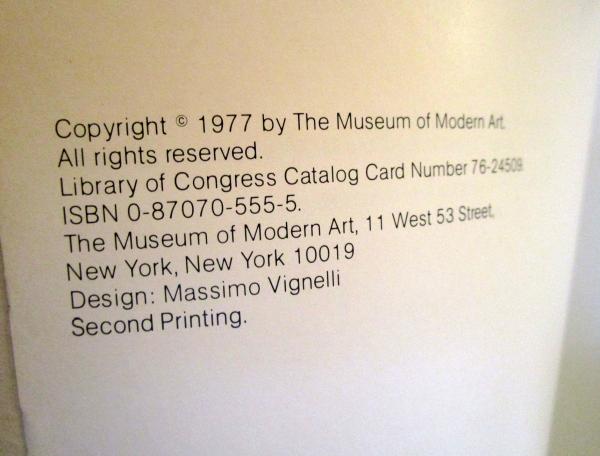 Copyright © 1977 by The Museum of Modern Art.
All rights reserved.
Library of Congress Catalog Card Number 76-24509.
ISBN 0-87070-555-5.
The Museum of Modern Art, 11 West 53 Street,
New York, New York 10019
Design: Massimo Vignelli
Second Printing.